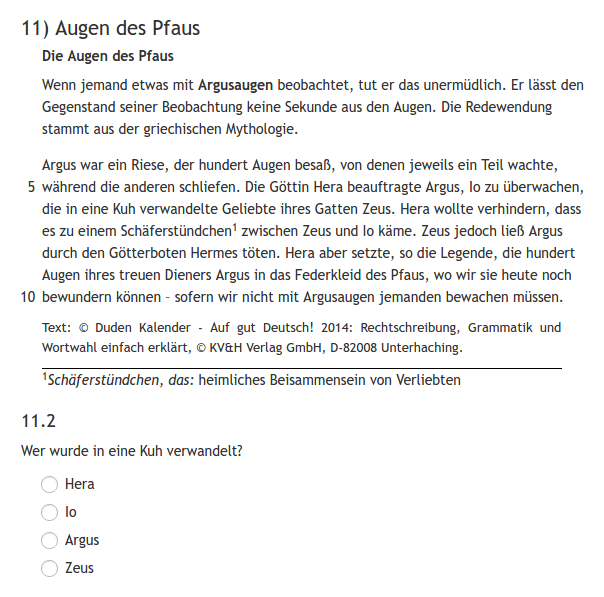 11) Augen des Pfaus
Die Augen des Pfaus
Wenn jemand etwas mit Argusaugen beobachtet, tut er das unermüdlich. Er lässt den
Gegenstand seiner Beobachtung keine Sekunde aus den Augen. Die Redewendung
stammt aus der griechischen Mythologie.
Argus war ein Riese, der hundert Augen besaß, von denen jeweils ein Teil wachte,
5 während die anderen schliefen. Die Göttin Hera beauftragte Argus, Io zu überwachen,
die in eine Kuh verwandelte Geliebte ihres Gatten Zeus. Hera wollte verhindern, dass
es zu einem Schäferstündchen¹ zwischen Zeus und Io käme. Zeus jedoch ließ Argus
durch den Götterboten Hermes töten. Hera aber setzte, so die Legende, die hundert
Augen ihres treuen Dieners Argus in das Federkleid des Pfaus, wo wir sie heute noch
10 bewundern können - sofern wir nicht mit Argusaugen jemanden bewachen müssen.
Text: © Duden Kalender - Auf gut Deutsch! 2014: Rechtschreibung, Grammatik und
Wortwahl einfach erklärt, © KV&H Verlag GmbH, D-82008 Unterhaching.
¹Schäferstündchen, das: heimliches Beisammensein von Verliebten
11.2
Wer wurde in eine Kuh verwandelt?
Hera
Io
Argus
Zeus